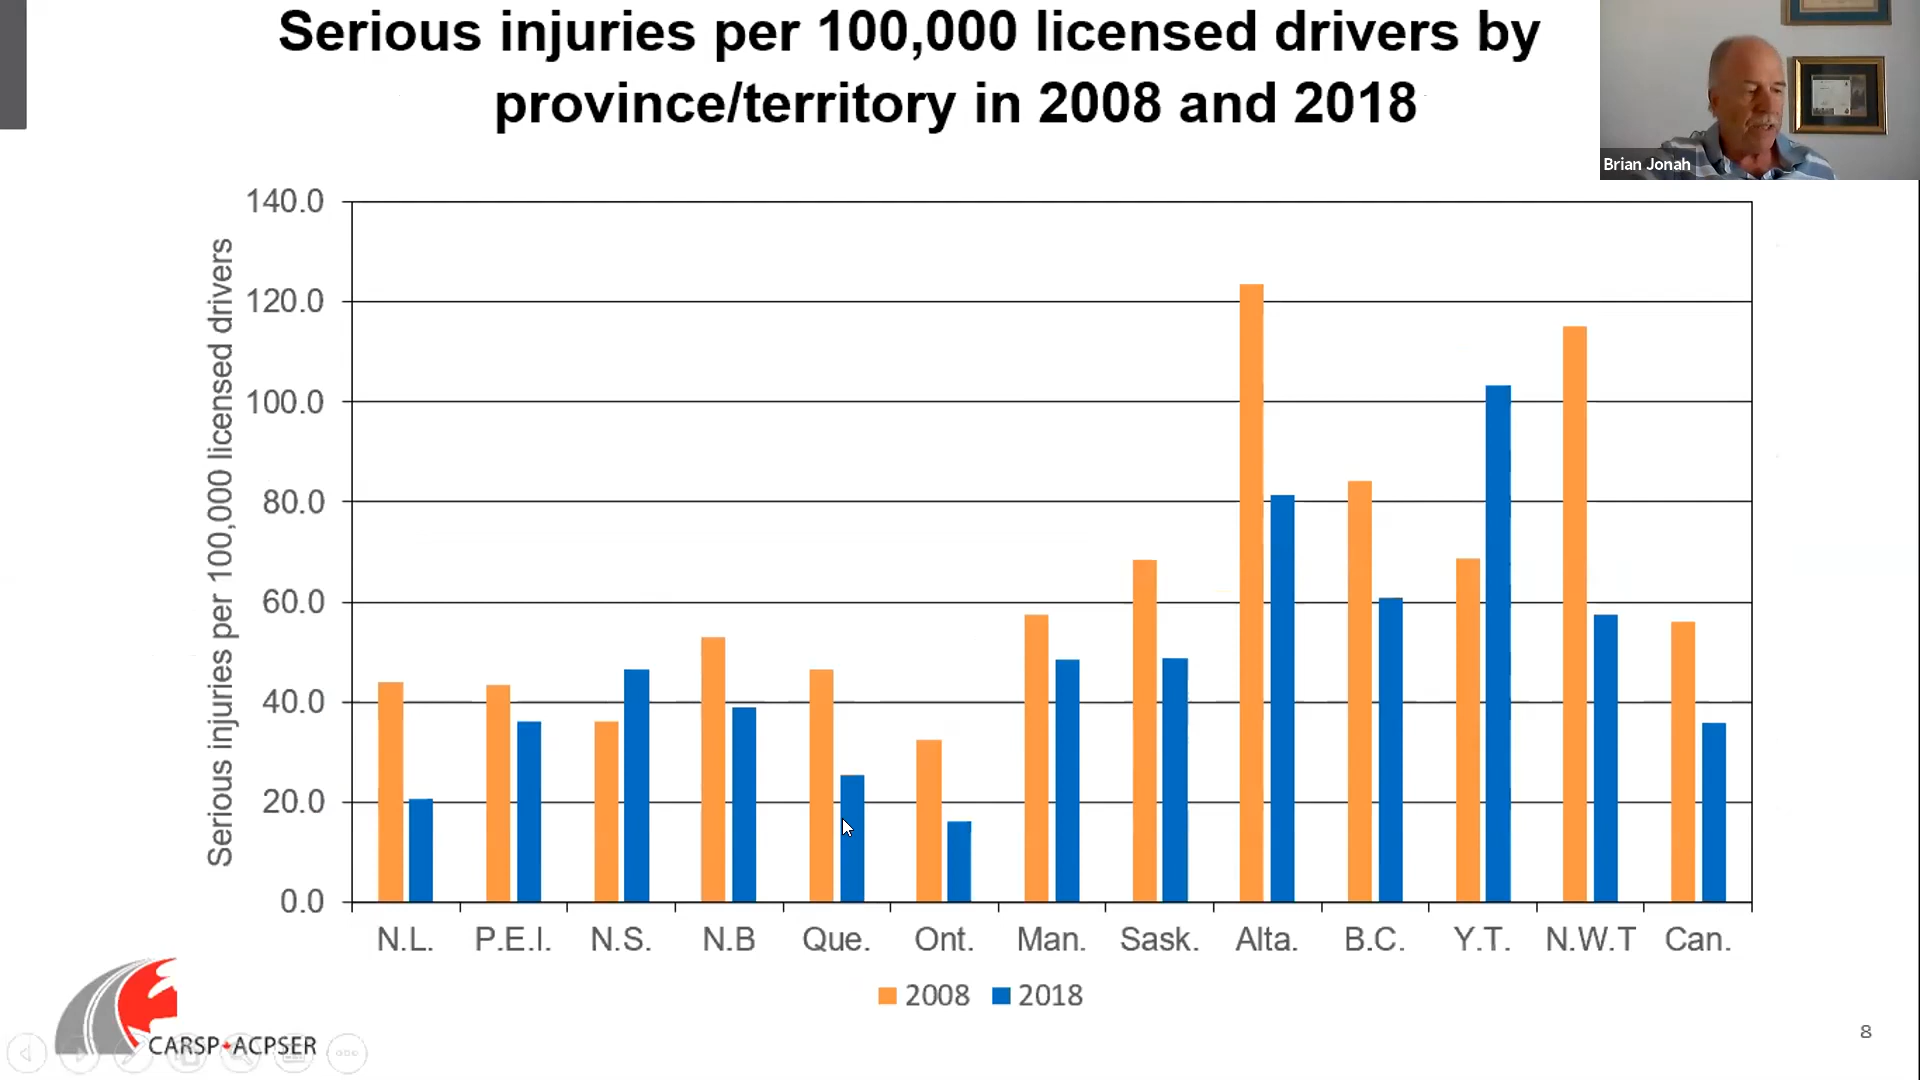 Serious injuries per 100,000 licensed drivers by
province/territory in 2008 and 2018
Brian Jonah
Serious injuries per 100,000 licensed drivers
140.0
120.0
100.0
80.0
60.0
40.0
20.0
0.0
N.L. P.E.I. N.S. N.B Que. Ont. Man. Sask. Alta. B.C. Y.T. N.W.T Can.
2008 2018
CARSP ACPSER
8